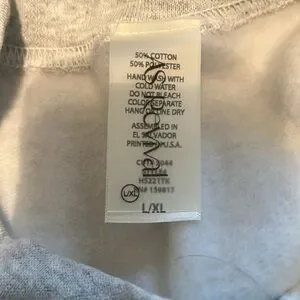 50% COTTON
50% POLYESTER
HAND WASH WITH
COLD WATER
DO NOT BLEACH
COLOR SEPARATE
HANG OR LINE DRY
ASSEMBLED IN
EL SALVADOR
PRINTED IN U.S.A.
L/XL
L/XL